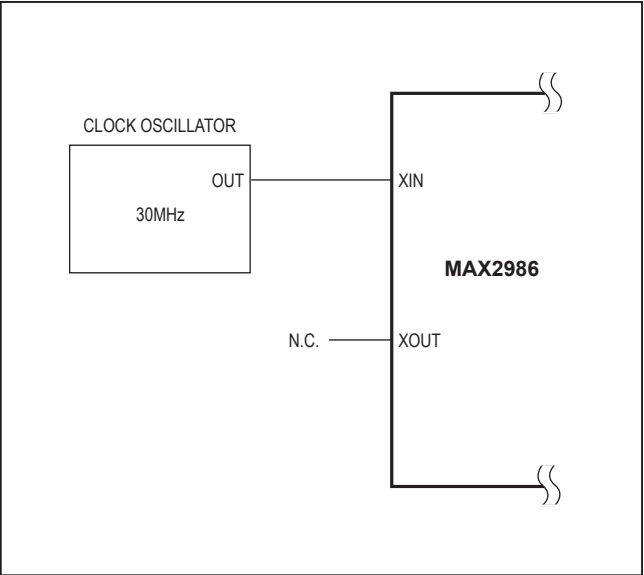 CLOCK OSCILLATOR
OUT
XIN
30MHz
MAX2986
N.C.
XOUT